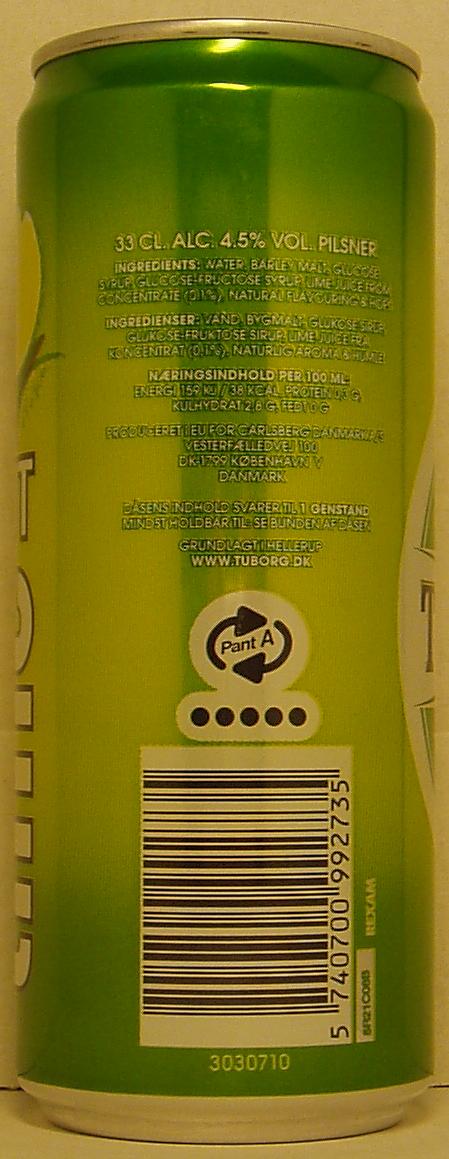 33 CL. ALC. 4.5% VOL. PILSNER
INGREDIENTS: WATER, BARLEY MALT, GLUCOSE
SYRUP, GLUCOSE-FRUCTOSE SYRUP, LIME JUICE FROM
CONCENTRATE (0,1%), NATURAL FLAVOURING & HOPS
INGREDIENSER: VAND, BYGMALT, GLUKOSE SIRUP,
GLUKOSE-FRUKTOSE SIRUP, LIME JUICE FRA
KONCENTRAT (0,1%), NATURLIG AROMA & HUMLE
NÆRINGSINDHOLD PER 100 ML:
ENERGI 159 KJ / 38 KCAL, PROTEIN 0,3 G,
KULHYDRAT 2,8 G, FEDT 0 G
PRODUCERET I EU FOR CARLSBERG DANMARK A/S
VESTERFÆLLEDVEJ 100
DK-1799 KØBENHAVN V
DANMARK
DÅSENS INDHOLD SVARER TIL 1 GENSTAND
MINDST HOLDBAR TIL: SE BUNDEN AF DÅSEN
GRUNDLAGT I HELLERUP
WWW.TUBORG.DK
Pant A
5 740700 992735
REXAM
3030710